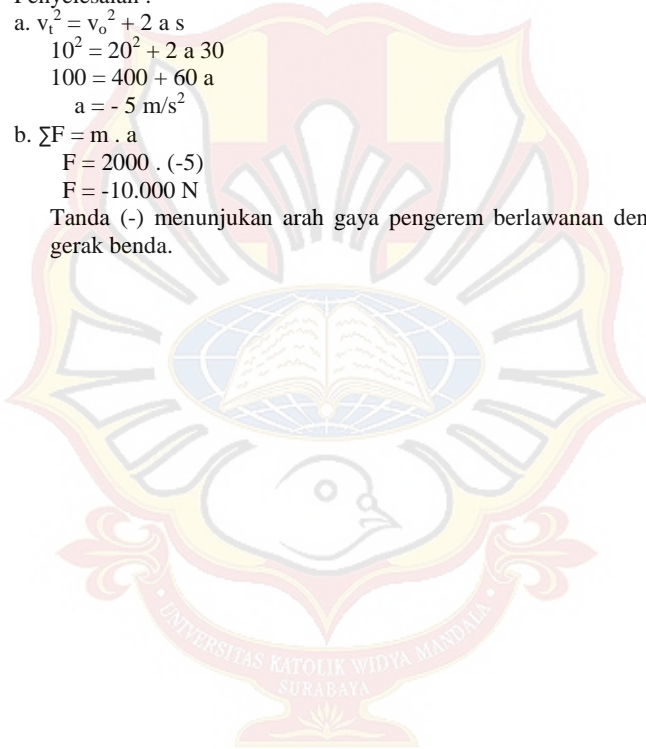 Penyelesaian :
a. vₜ² = vₒ² + 2 a s
10² = 20² + 2 a 30
100 = 400 + 60 a
a = - 5 m/s²
b. ∑F = m . a
F = 2000 . (-5)
F = -10.000 N
Tanda (-) menunjukan arah gaya pengerem berlawanan den
gerak benda.
UNIVERSITAS KATOLIK WIDYA MANDALA
SURABAYA